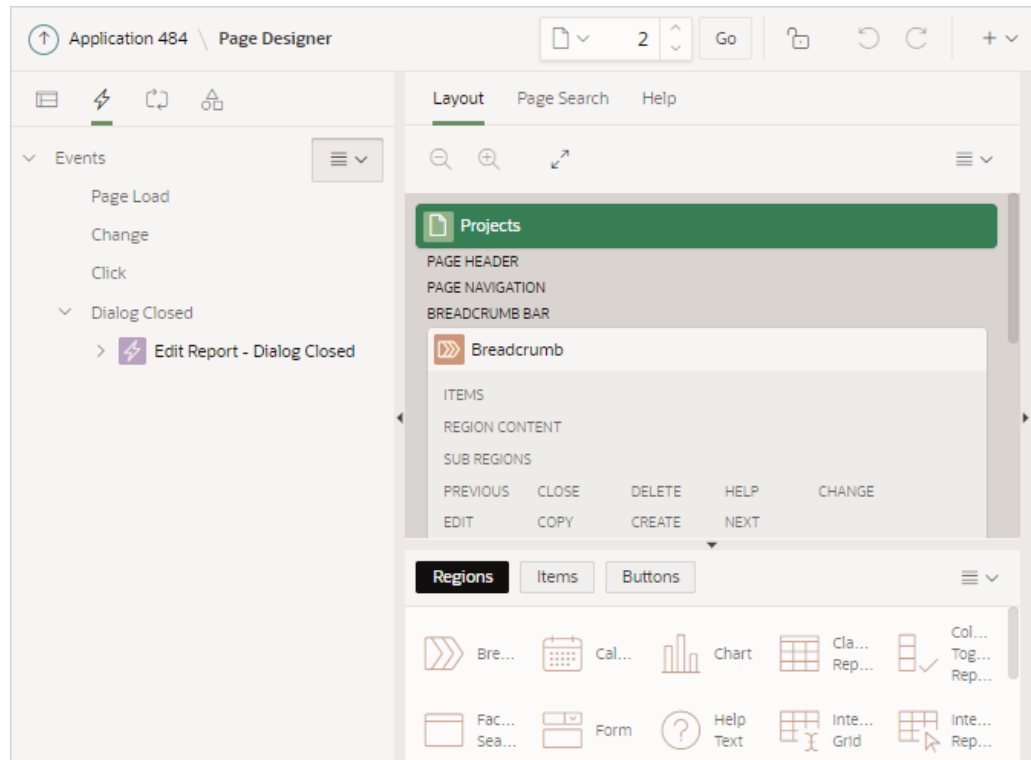 Application 484 \ Page Designer
2
Go
Layout
Page Search
Help
Events
Page Load
Change
Click
Dialog Closed
Edit Report - Dialog Closed
Projects
PAGE HEADER
PAGE NAVIGATION
BREADCRUMB BAR
Breadcrumb
ITEMS
REGION CONTENT
SUB REGIONS
PREVIOUS CLOSE DELETE HELP CHANGE
EDIT COPY CREATE NEXT
Regions
Items
Buttons
Bre...
Cal...
Chart
Cla...
Rep...
Col...
Tog...
Rep...
Fac...
Sea...
Form
Help
Text
Inte...
Grid
Inte...
Rep...